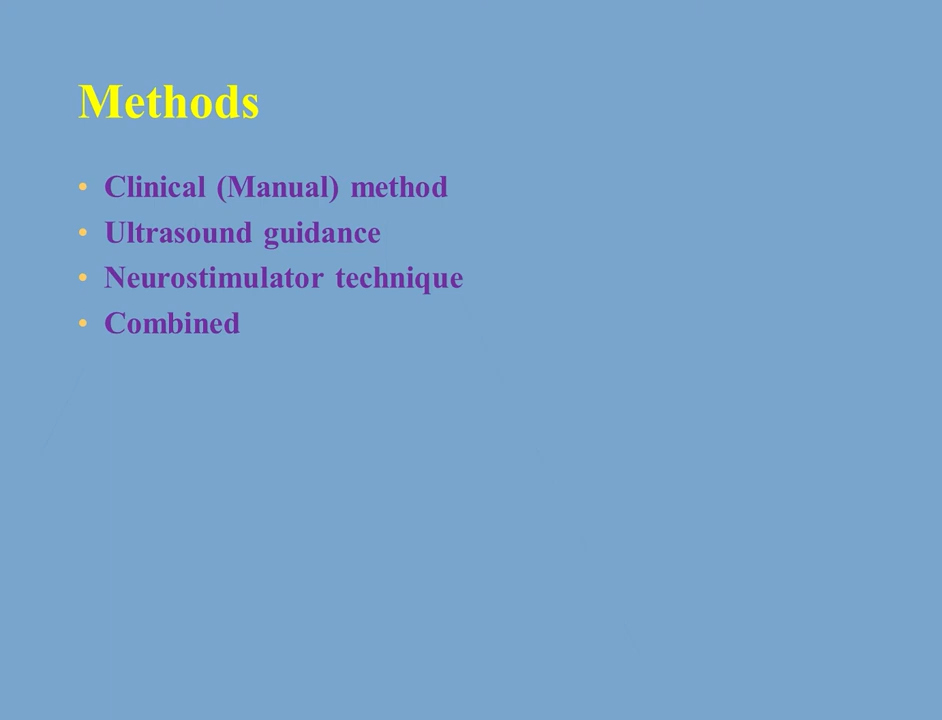 Methods
• Clinical (Manual) method
• Ultrasound guidance
• Neurostimulator technique
• Combined